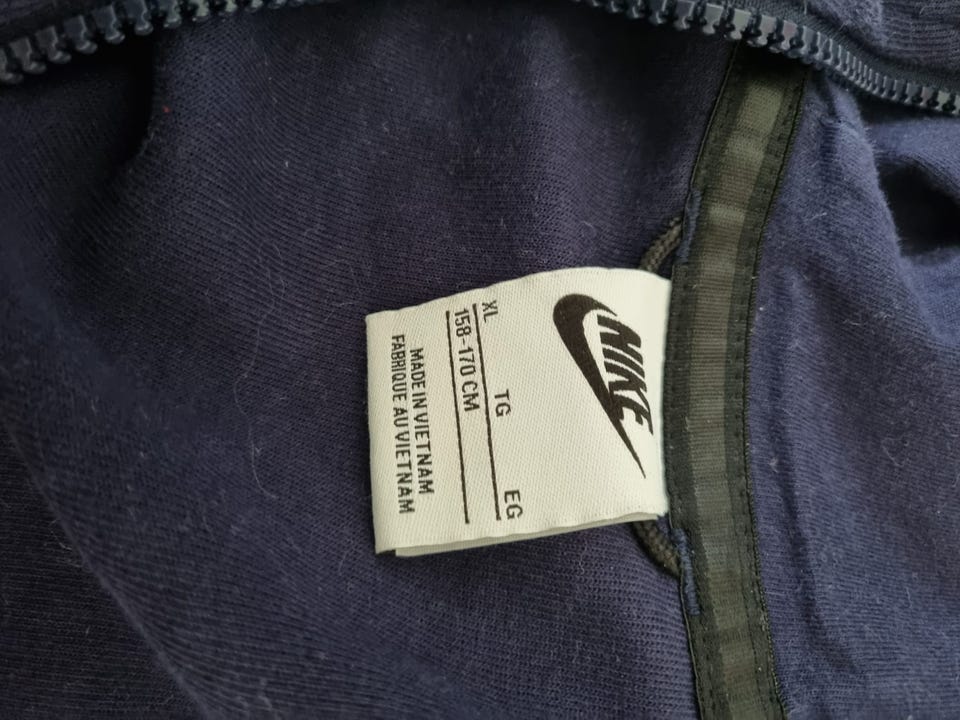 NIKE
XL TG EG
158-170 CM
MADE IN VIETNAM
FABRIQUE AU VIETNAM